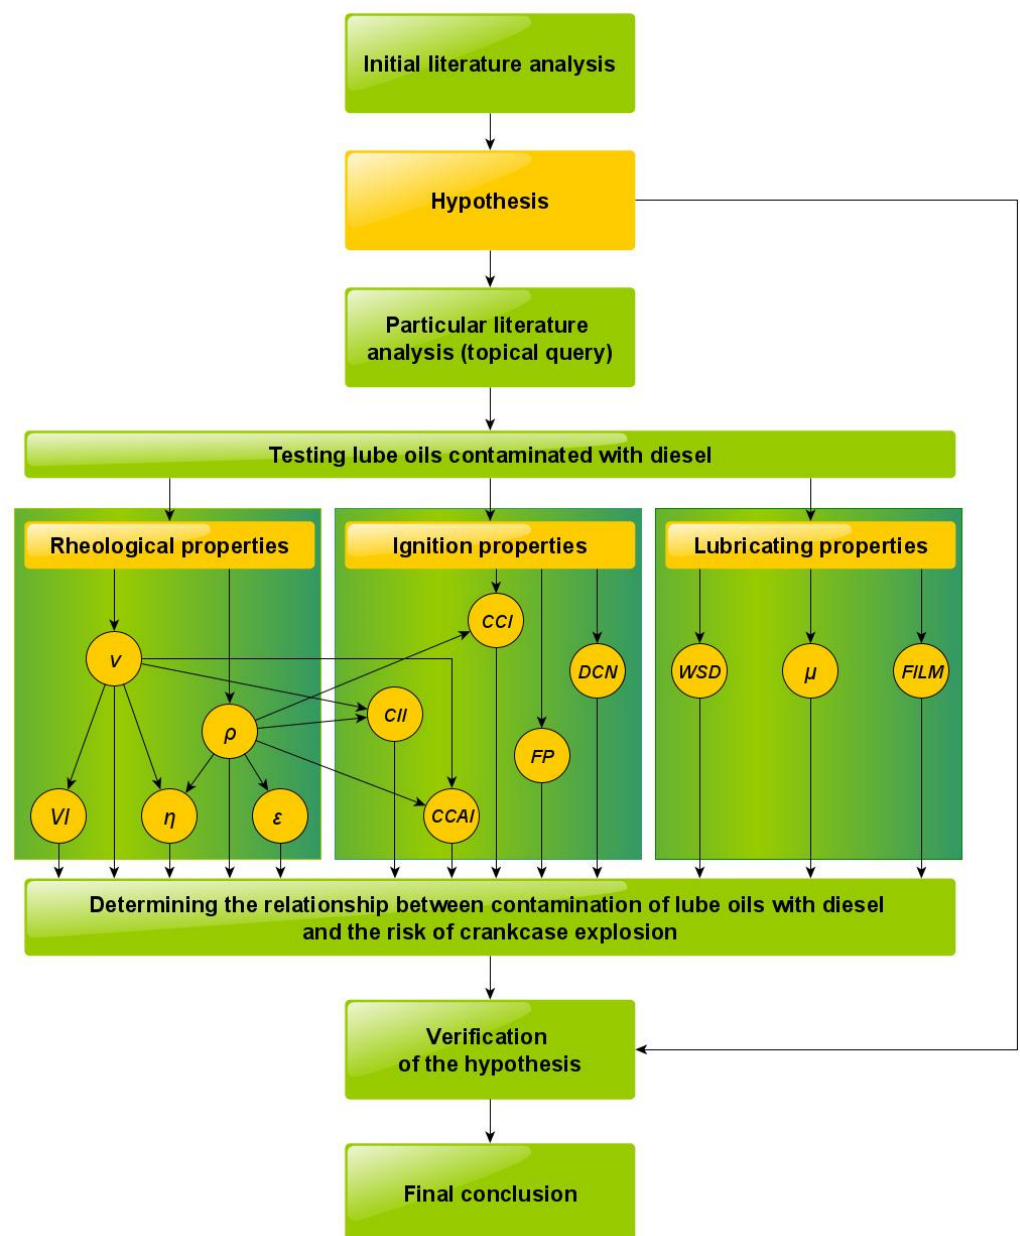 Initial literature analysis
Hypothesis
Particular literature
analysis (topical query)
Testing lube oils contaminated with diesel
Rheological properties
Ignition properties
Lubricating properties
CCI
ν
DCN
WSD
μ
FILM
CII
ρ
FP
VI
η
ε
CCAI
Determining the relationship between contamination of lube oils with diesel
and the risk of crankcase explosion
Verification
of the hypothesis
Final conclusion